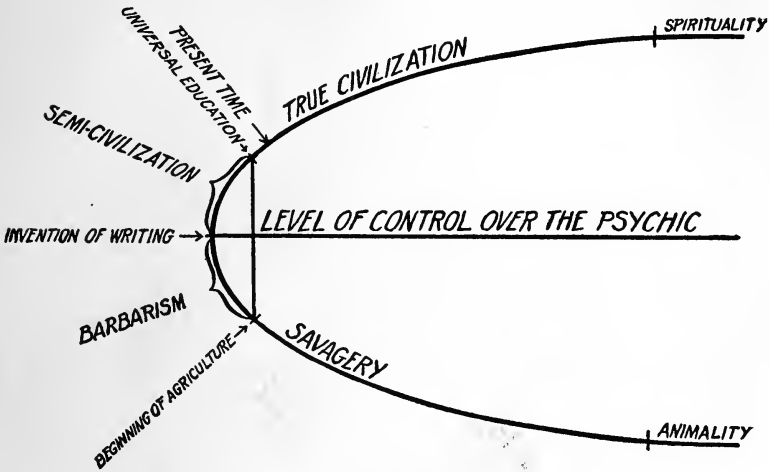 SPIRITUALITY
TRUE CIVILIZATION
PRESENT TIME
UNIVERSAL EDUCATION
SEMI-CIVILIZATION
LEVEL OF CONTROL OVER THE PSYCHIC
INVENTION OF WRITING
BARBARISM
SAVAGERY
BEGINNING OF AGRICULTURE
ANIMALITY